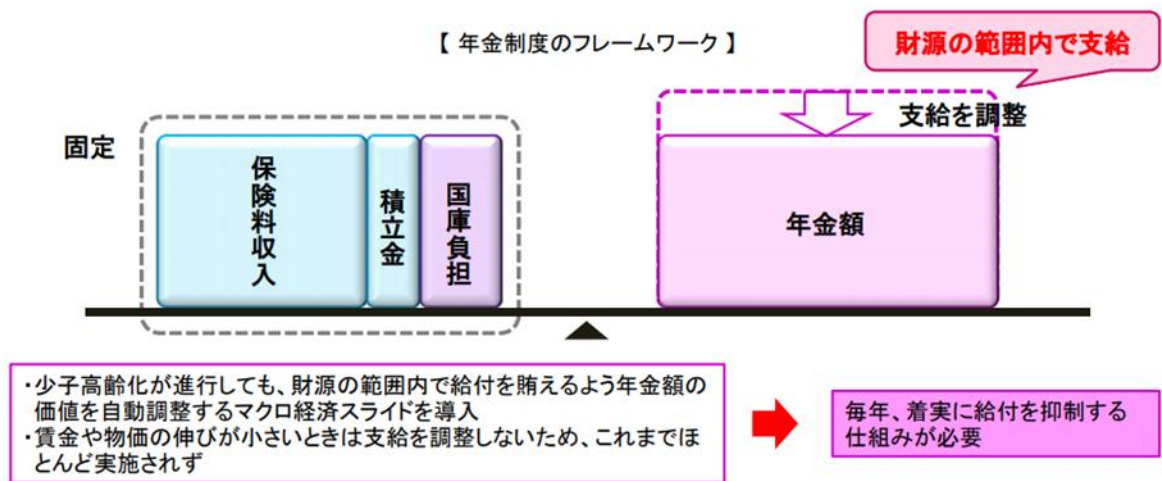 【 年金制度のフレームワーク 】
財源の範囲内で支給
支給を調整
固定
保険料収入
積立金
国庫負担
年金額
・少子高齢化が進行しても、財源の範囲内で給付を賄えるよう年金額の
価値を自動調整するマクロ経済スライドを導入
・賃金や物価の伸びが小さいときは支給を調整しないため、これまでほ
とんど実施されず
毎年、着実に給付を抑制する
仕組みが必要